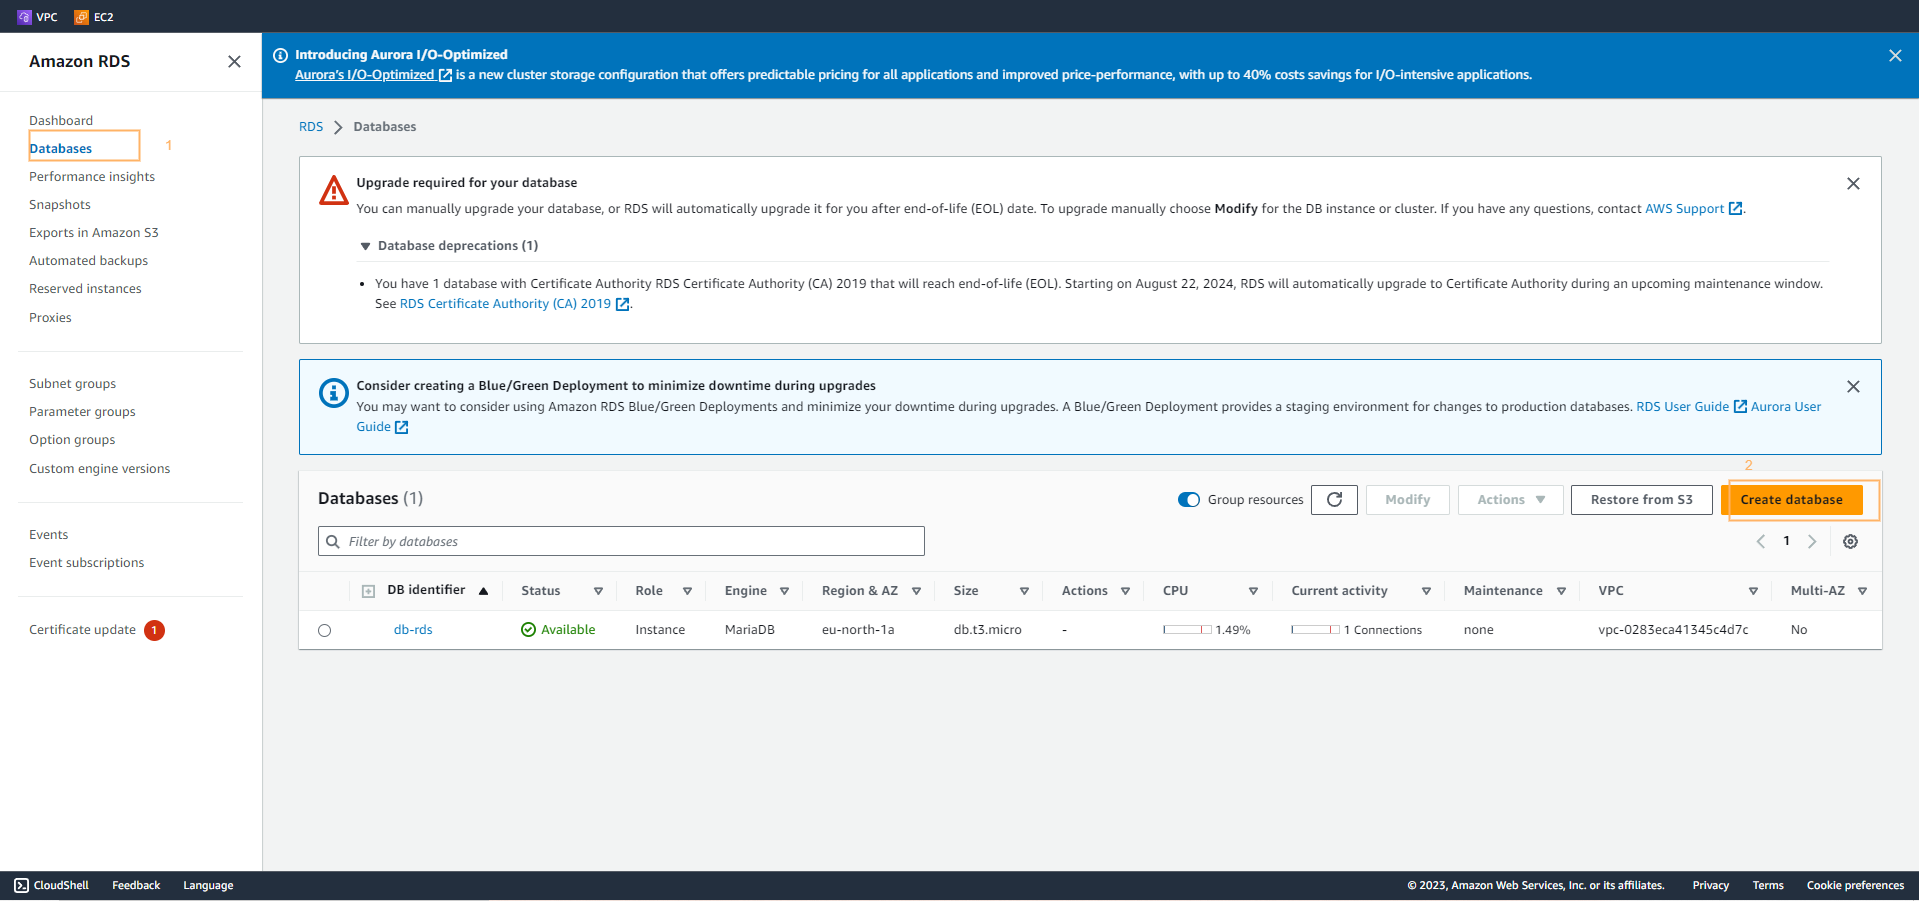 VPC EC2
Amazon RDS
Introducing Aurora I/O-Optimized
Aurora's I/O-Optimized is a new cluster storage configuration that offers predictable pricing for all applications and improved price-performance, with up to 40% costs savings for I/O-intensive applications.
Dashboard
Databases 1
Performance insights
Snapshots
Exports in Amazon S3
Automated backups
Reserved instances
Proxies
Subnet groups
Parameter groups
Option groups
Custom engine versions
Events
Event subscriptions
Certificate update 1
RDS Databases
Upgrade required for your database
You can manually upgrade your database, or RDS will automatically upgrade it for you after end-of-life (EOL) date. To upgrade manually choose Modify for the DB instance or cluster. If you have any questions, contact AWS Support.
Database deprecations (1)
You have 1 database with Certificate Authority RDS Certificate Authority (CA) 2019 that will reach end-of-life (EOL). Starting on August 22, 2024, RDS will automatically upgrade to Certificate Authority during an upcoming maintenance window.
See RDS Certificate Authority (CA) 2019.
Consider creating a Blue/Green Deployment to minimize downtime during upgrades
You may want to consider using Amazon RDS Blue/Green Deployments and minimize your downtime during upgrades. A Blue/Green Deployment provides a staging environment for changes to production databases. RDS User Guide Aurora User
Guide
2
Databases (1) Group resources Modify Actions Restore from S3 Create database
Filter by databases 1
DB identifier Status Role Engine Region & AZ Size Actions CPU Current activity Maintenance VPC Multi-AZ
db-rds Available Instance MariaDB eu-north-1a db.t3.micro - 1.49% 1 Connections none vpc-0283eca41345c4d7c No
CloudShell Feedback Language © 2023, Amazon Web Services, Inc. or its affiliates. Privacy Terms Cookie preferences